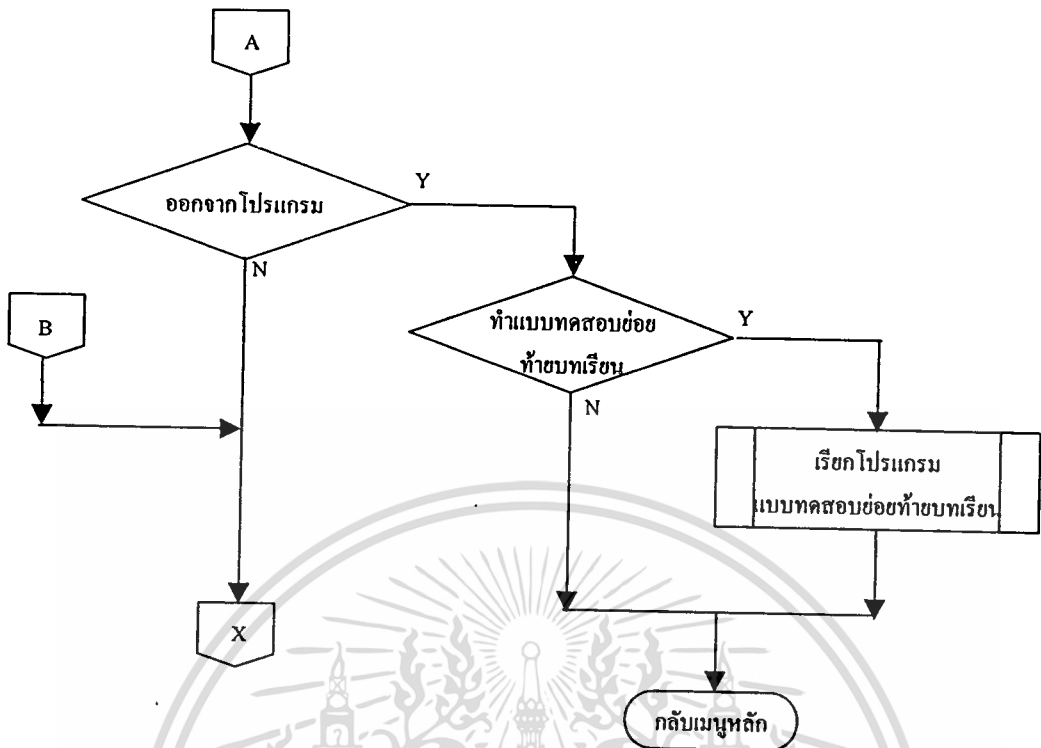 A
ออกจากโปรแกรม
Y
N
B
ทำแบบทดสอบย่อย
ท้ายบทเรียน
Y
N
เรียกโปรแกรม
แบบทดสอบย่อยท้ายบทเรียน
X
กลับเมนูหลัก